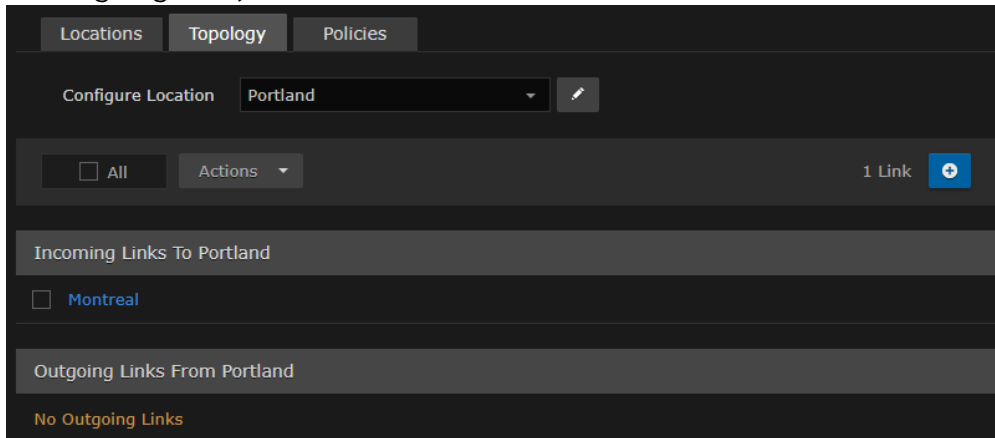 Locations Topology Policies
Configure Location Portland
All Actions 1 Link
Incoming Links To Portland
Montreal
Outgoing Links From Portland
No Outgoing Links